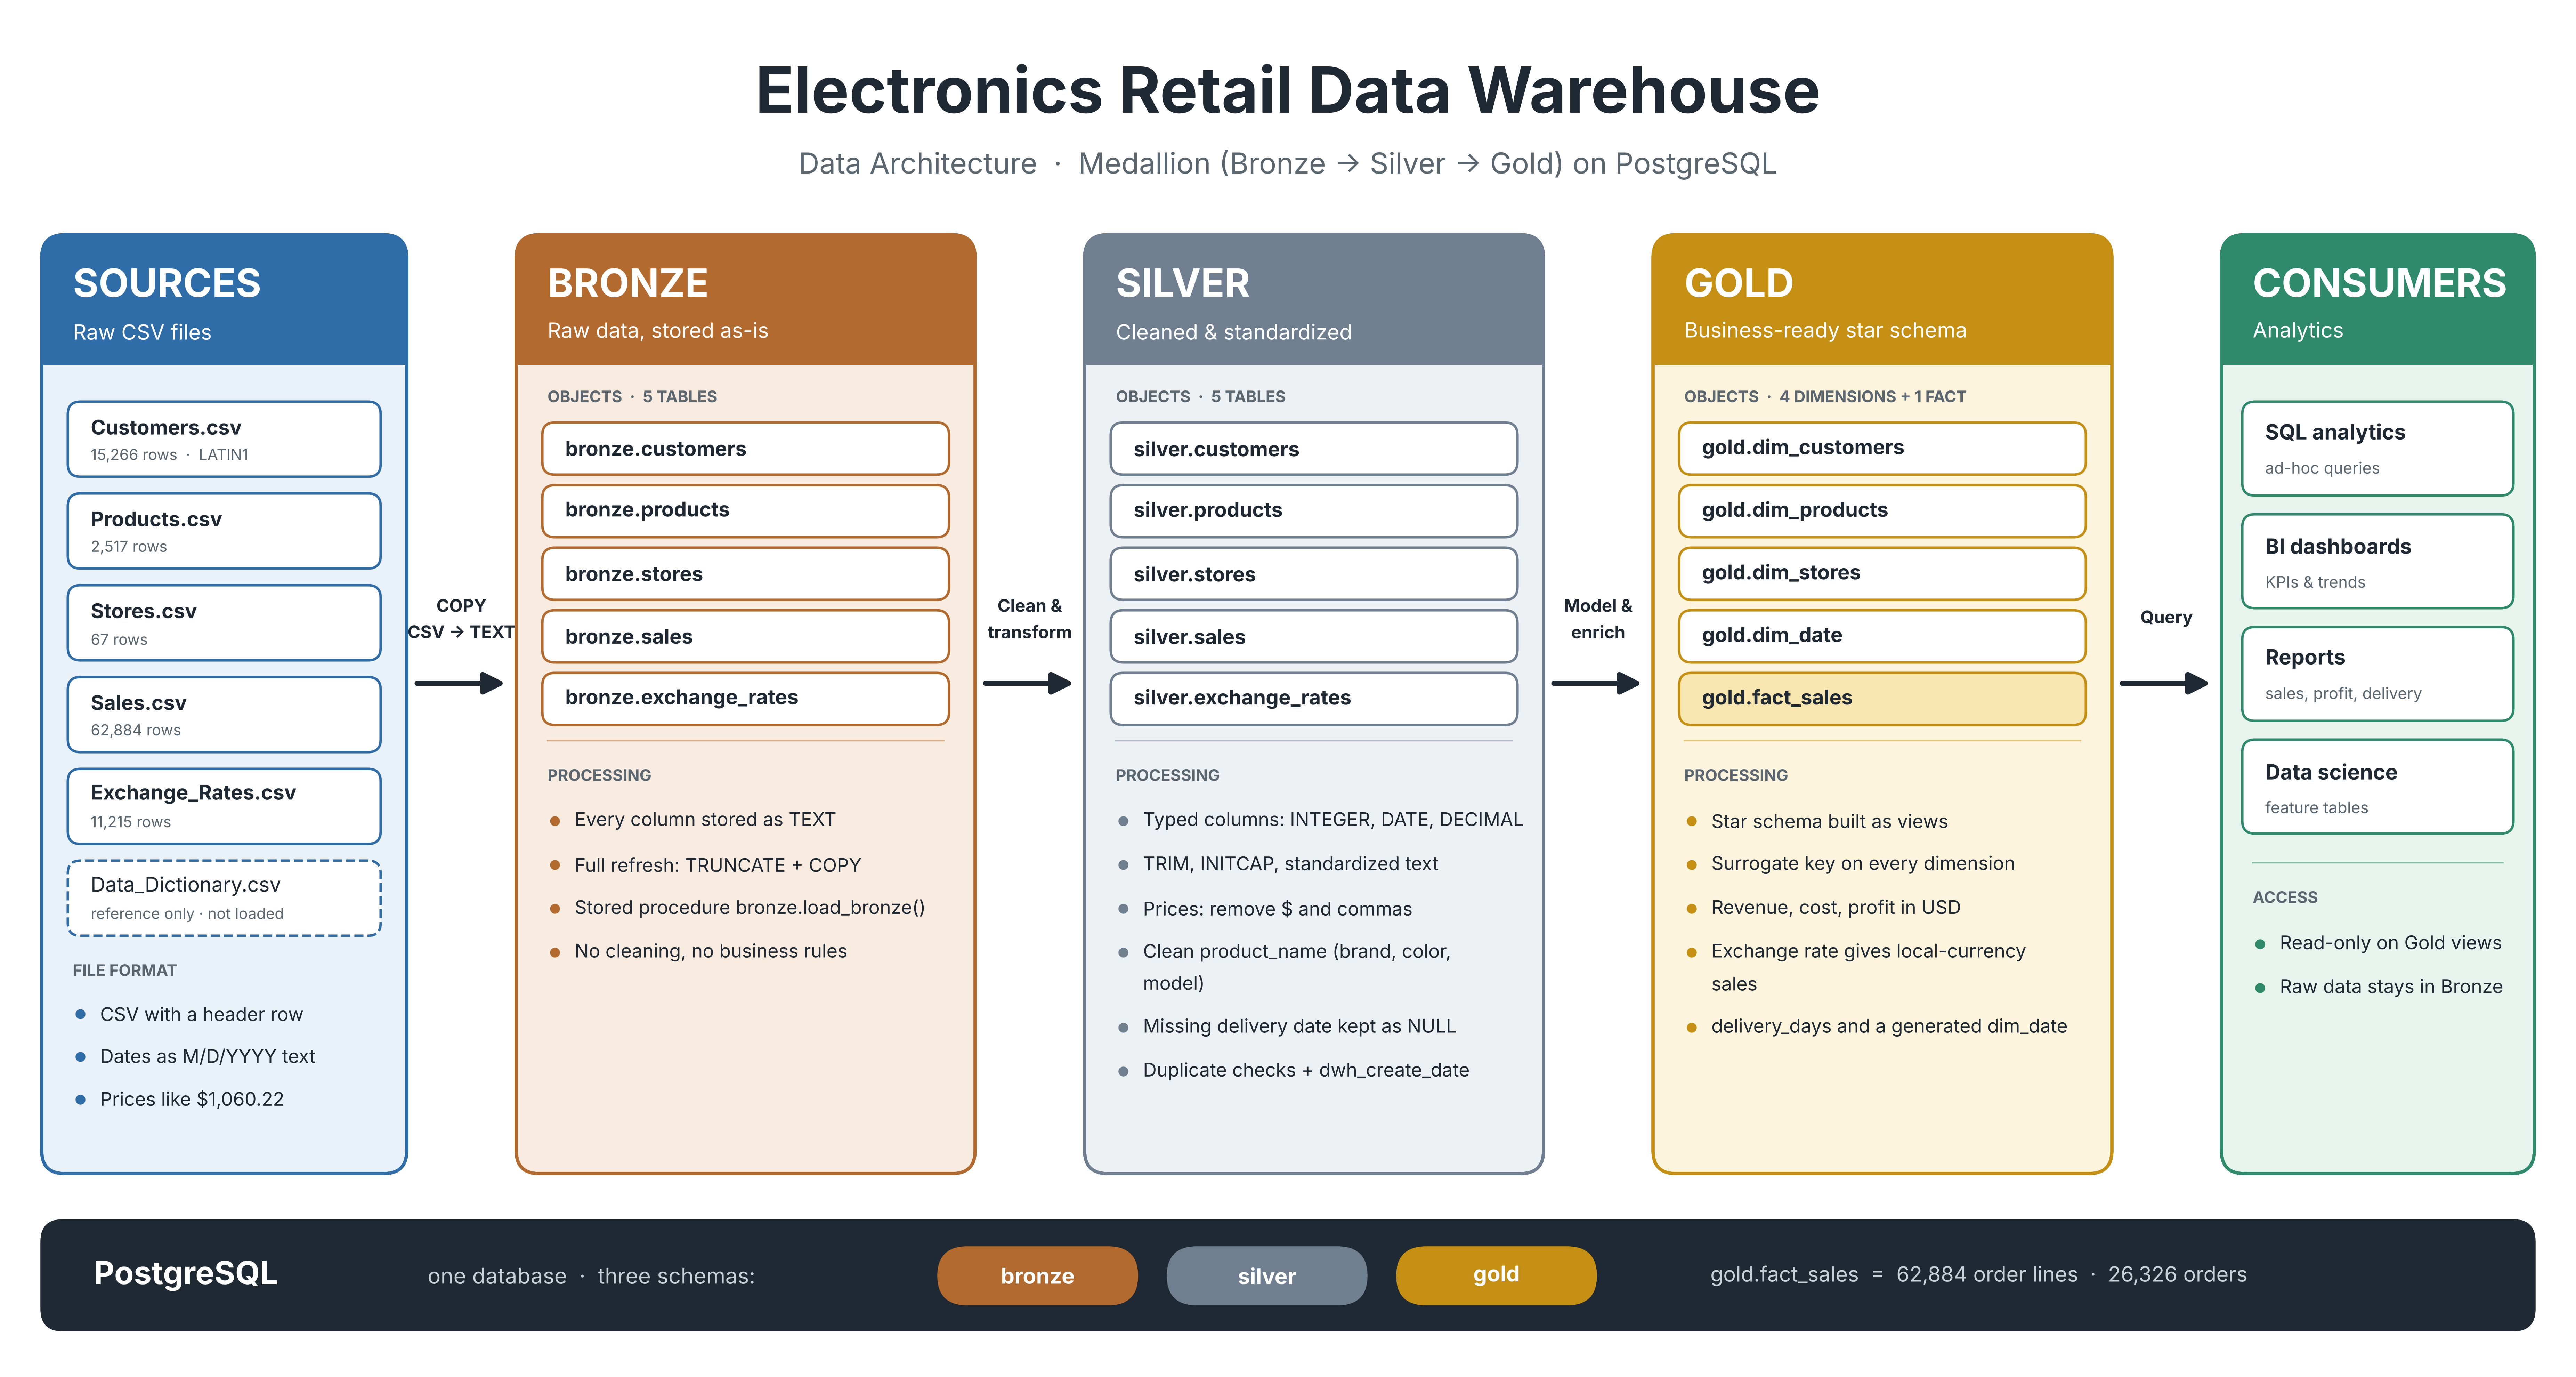 Electronics Retail Data Warehouse
Data Architecture · Medallion (Bronze → Silver → Gold) on PostgreSQL
SOURCES
Raw CSV files
Customers.csv
15,266 rows · LATIN1
Products.csv
2,517 rows
Stores.csv
67 rows
Sales.csv
62,884 rows
Exchange_Rates.csv
11,215 rows
Data_Dictionary.csv
reference only · not loaded
FILE FORMAT
CSV with a header row
Dates as M/D/YYYY text
Prices like $1,060.22
COPY
CSV → TEXT
BRONZE
Raw data, stored as-is
OBJECTS · 5 TABLES
bronze.customers
bronze.products
bronze.stores
bronze.sales
bronze.exchange_rates
PROCESSING
Every column stored as TEXT
Full refresh: TRUNCATE + COPY
Stored procedure bronze.load_bronze()
No cleaning, no business rules
Clean &
transform
SILVER
Cleaned & standardized
OBJECTS · 5 TABLES
silver.customers
silver.products
silver.stores
silver.sales
silver.exchange_rates
PROCESSING
Typed columns: INTEGER, DATE, DECIMAL
TRIM, INITCAP, standardized text
Prices: remove $ and commas
Clean product_name (brand, color,
model)
Missing delivery date kept as NULL
Duplicate checks + dwh_create_date
Model &
enrich
GOLD
Business-ready star schema
OBJECTS · 4 DIMENSIONS + 1 FACT
gold.dim_customers
gold.dim_products
gold.dim_stores
gold.dim_date
gold.fact_sales
PROCESSING
Star schema built as views
Surrogate key on every dimension
Revenue, cost, profit in USD
Exchange rate gives local-currency
sales
delivery_days and a generated dim_date
Query
CONSUMERS
Analytics
SQL analytics
ad-hoc queries
BI dashboards
KPIs & trends
Reports
sales, profit, delivery
Data science
feature tables
ACCESS
Read-only on Gold views
Raw data stays in Bronze
PostgreSQL
one database · three schemas:
bronze
silver
gold
gold.fact_sales = 62,884 order lines · 26,326 orders